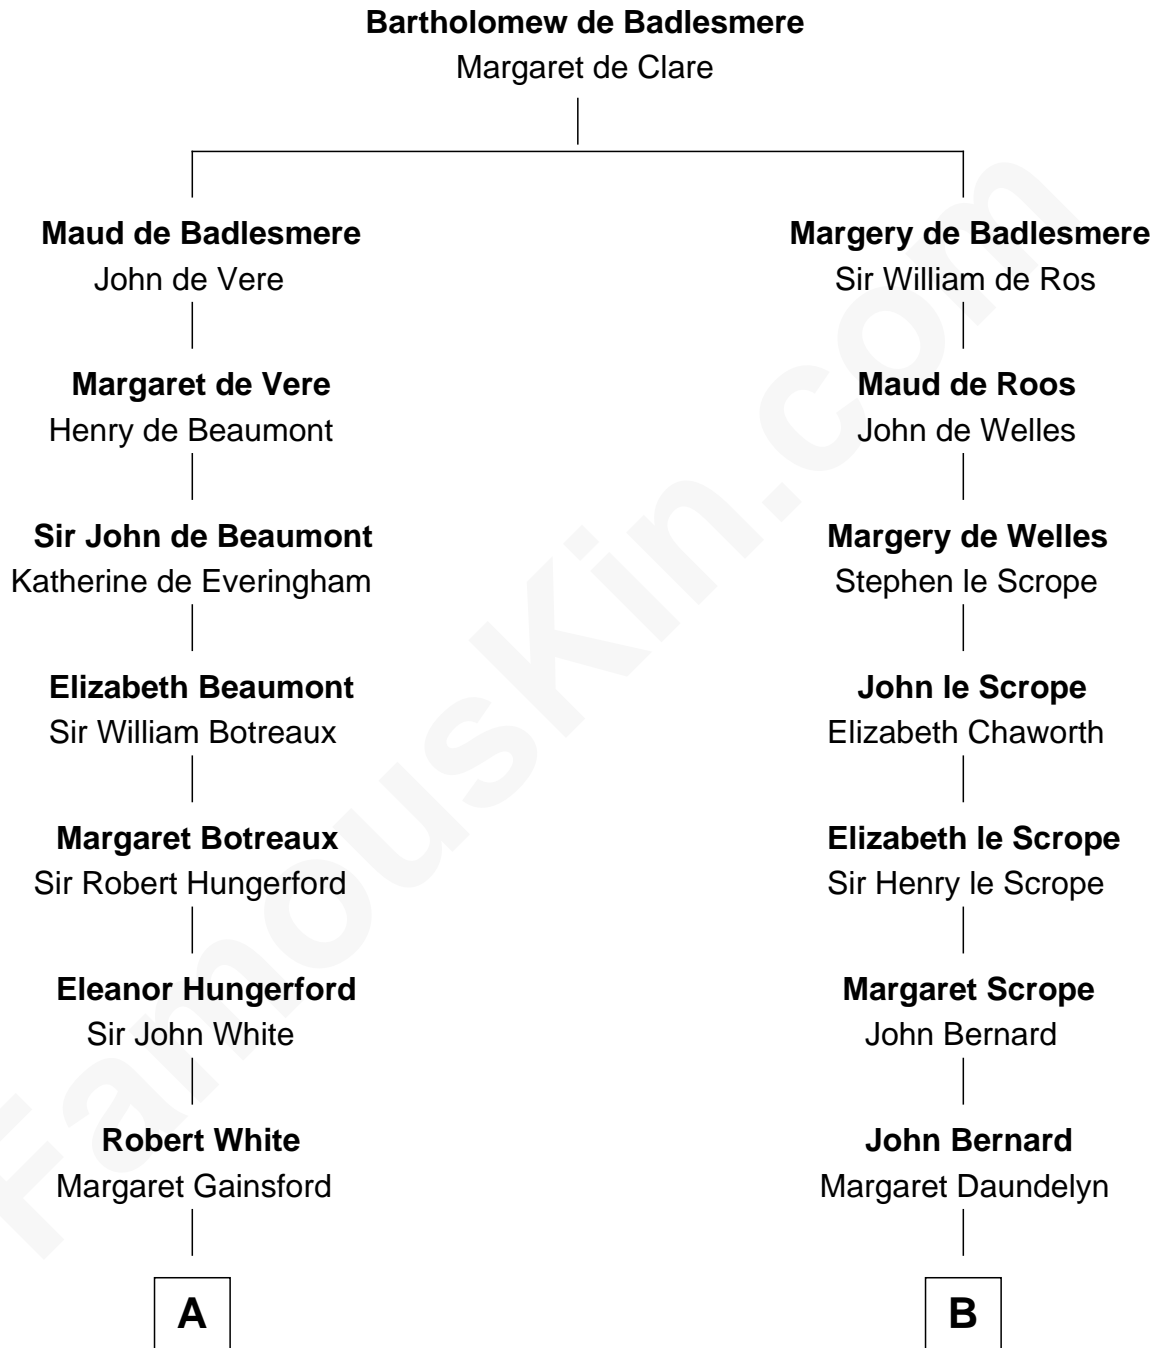 Bartholomew de Badlesmere
Margaret de Clare
Maud de Badlesmere
John de Vere
Margery de Badlesmere
Sir William de Ros
Margaret de Vere
Henry de Beaumont
Maud de Roos
John de Welles
Sir John de Beaumont
Katherine de Everingham
Margery de Welles
Stephen le Scrope
Elizabeth Beaumont
Sir William Botreaux
John le Scrope
Elizabeth Chaworth
Margaret Botreaux
Sir Robert Hungerford
Elizabeth le Scrope
Sir Henry le Scrope
Eleanor Hungerford
Sir John White
Margaret Scrope
John Bernard
Robert White
Margaret Gainsford
John Bernard
Margaret Daundelyn
A
B
FamousKin.com